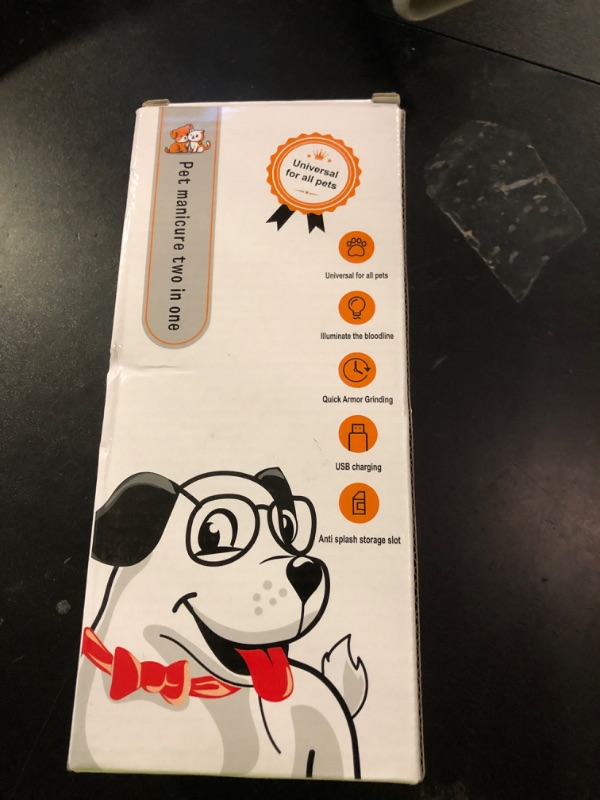 Pet manicure two in one
Universal
for all pets
Universal for all pets
Illuminate the bloodline
Quick Armor Grinding
USB charging
Anti splash storage slot